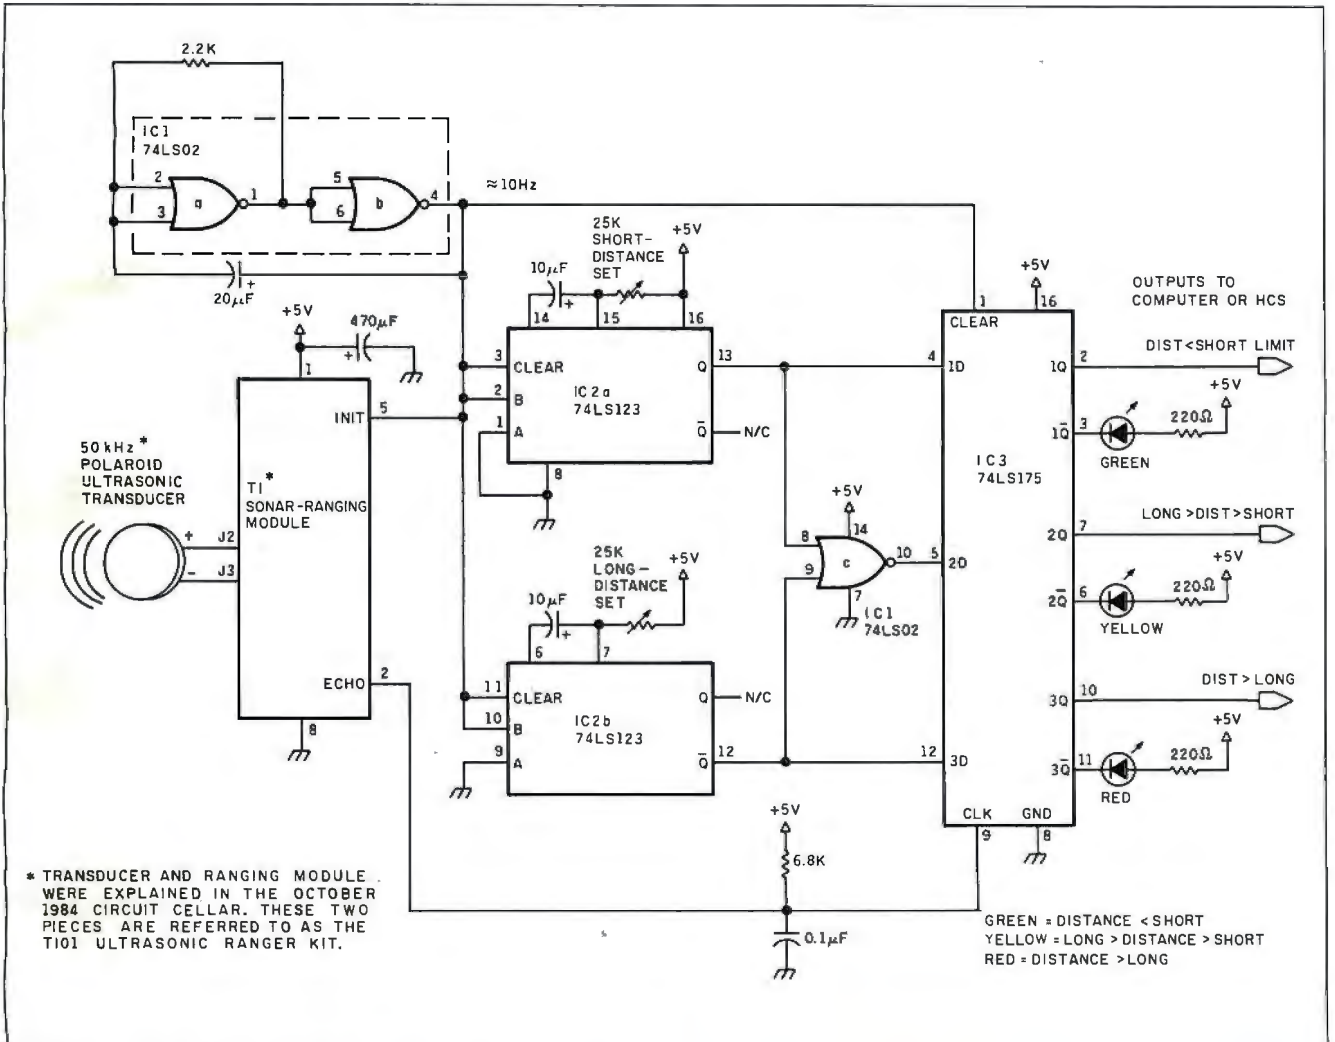 2.2K
IC1
74LS02
2
3
a
1
5
6
b
4
≈10Hz
20µF
+
+5V
470µF
+
1
INIT
5
50kHz*
POLAROID
ULTRASONIC
TRANSDUCER
TI*
SONAR-RANGING
MODULE
+
J2
-
J3
ECHO
2
8
25K
SHORT-
DISTANCE
SET
+5V
10µF
+
14
15
16
3
CLEAR
2
B
1
A
IC2a
74LS123
Q
13
Q̅
N/C
8
25K
LONG-
DISTANCE
SET
+5V
10µF
+
6
7
11
CLEAR
10
B
9
A
IC2b
74LS123
Q
N/C
Q̅
12
+5V
14
8
9
c
10
7
IC1
74LS02
+5V
1
16
CLEAR
4
1D
5
2D
12
3D
IC3
74LS175
1Q
2
1Q̅
3
2Q
7
2Q̅
6
3Q
10
3Q̅
11
CLK
9
GND
8
OUTPUTS TO
COMPUTER OR HCS
DIST<SHORT LIMIT
+5V
220Ω
GREEN
LONG>DIST>SHORT
+5V
220Ω
YELLOW
DIST>LONG
+5V
220Ω
RED
+5V
6.8K
0.1µF
* TRANSDUCER AND RANGING MODULE
WERE EXPLAINED IN THE OCTOBER
1984 CIRCUIT CELLAR. THESE TWO
PIECES ARE REFERRED TO AS THE
TI01 ULTRASONIC RANGER KIT.
GREEN = DISTANCE < SHORT
YELLOW = LONG > DISTANCE > SHORT
RED = DISTANCE > LONG